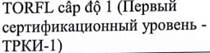 TORFL cấp độ 1 (Первый
сертификационный уровень -
ТРКИ-1)